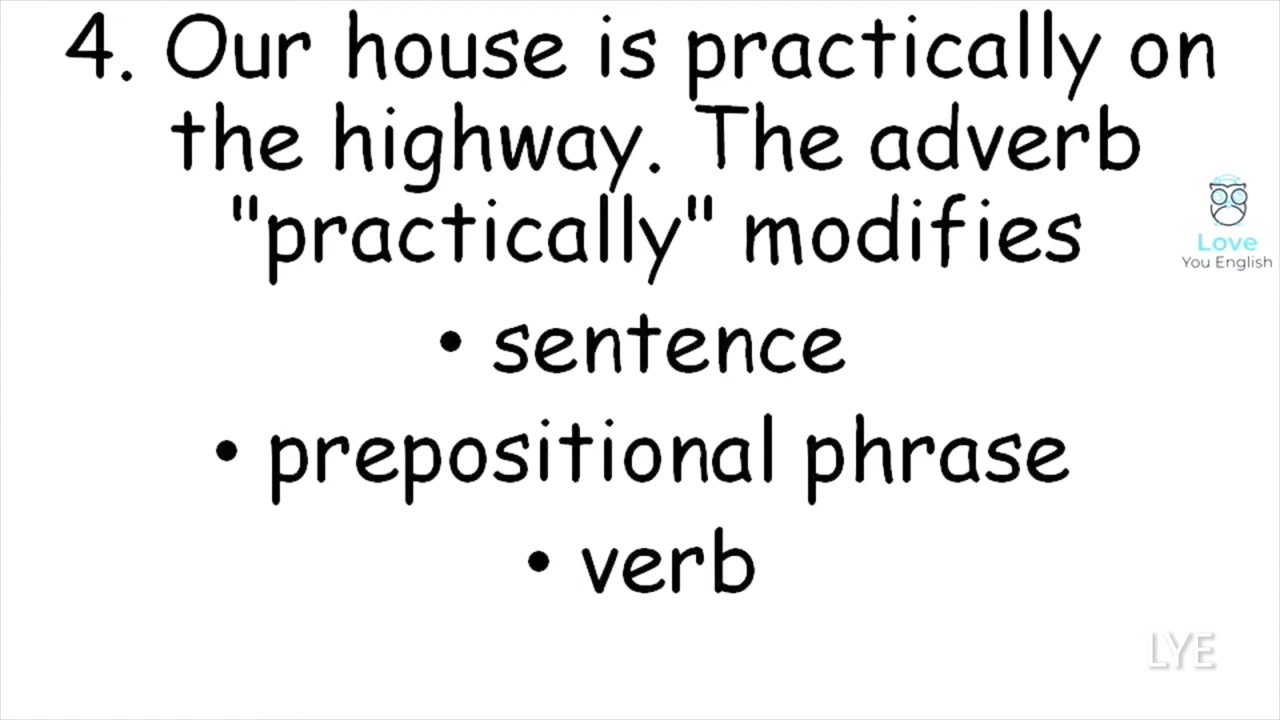 4. Our house is practically on
the highway. The adverb
"practically" modifies
• sentence
• prepositional phrase
• verb
Love
You English
LYE